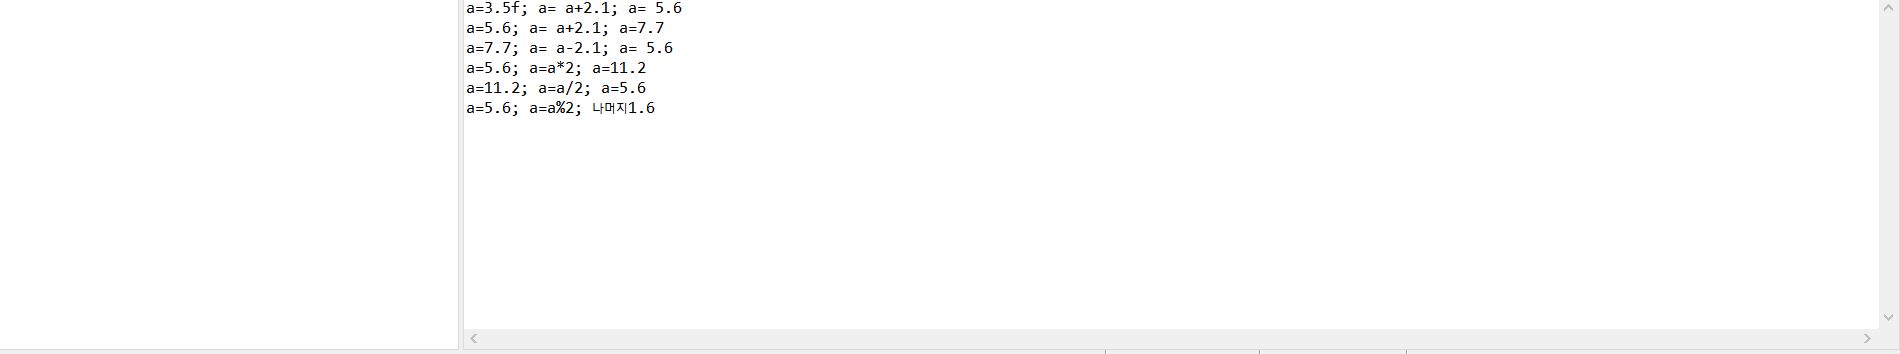 a=3.5f; a= a+2.1; a= 5.6
a=5.6; a= a+2.1; a=7.7
a=7.7; a= a-2.1; a= 5.6
a=5.6; a=a*2; a=11.2
a=11.2; a=a/2; a=5.6
a=5.6; a=a%2; 나머지1.6